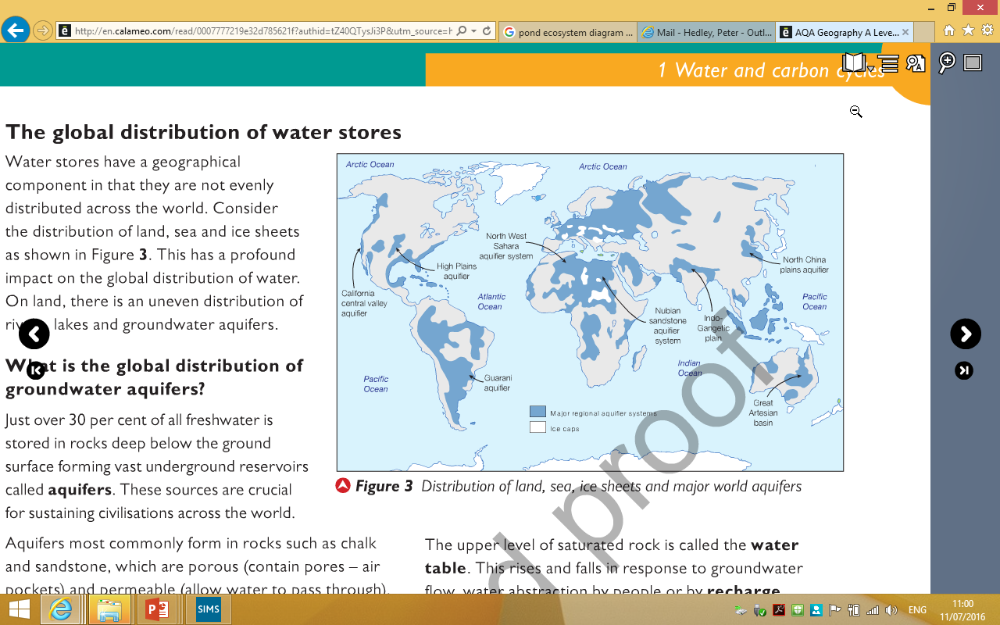 http://en.calameo.com/read/0007777219e32d785621f?authid=tZ40QTysJi3P&utm_source=h
pond ecosystem diagram ...
Mail - Hedley, Peter - Outl...
AQA Geography A Leve...
1 Water and carbon cycles
The global distribution of water stores
Water stores have a geographical
component in that they are not evenly
distributed across the world. Consider
the distribution of land, sea and ice sheets
as shown in Figure 3. This has a profound
impact on the global distribution of water.
On land, there is an uneven distribution of
lakes and groundwater aquifers.
What is the global distribution of
groundwater aquifers?
Just over 30 per cent of all freshwater is
stored in rocks deep below the ground
surface forming vast underground reservoirs
called aquifers. These sources are crucial
for sustaining civilisations across the world.
Aquifers most commonly form in rocks such as chalk
and sandstone, which are porous (contain pores – air
pockets) and permeable (allow water to pass through).
Arctic Ocean
Arctic Ocean
North West
Sahara
aquifier system
High Plains
aquifier
California
central valley
aquifier
Atlantic
Ocean
North China
plains aquifier
Pacific
Ocean
Nubian
sandstone
aquifer
system
Indo-
Gangetic
plain
Indian
Ocean
Pacific
Ocean
Guarani
aquifier
Great
Artesian
basin
Major regional aquifier systems
Ice caps
Figure 3 Distribution of land, sea, ice sheets and major world aquifers
The upper level of saturated rock is called the water
table. This rises and falls in response to groundwater
flow, water abstraction by people or by recharge
d proof
SIMS
ENG
11:00
11/07/2016